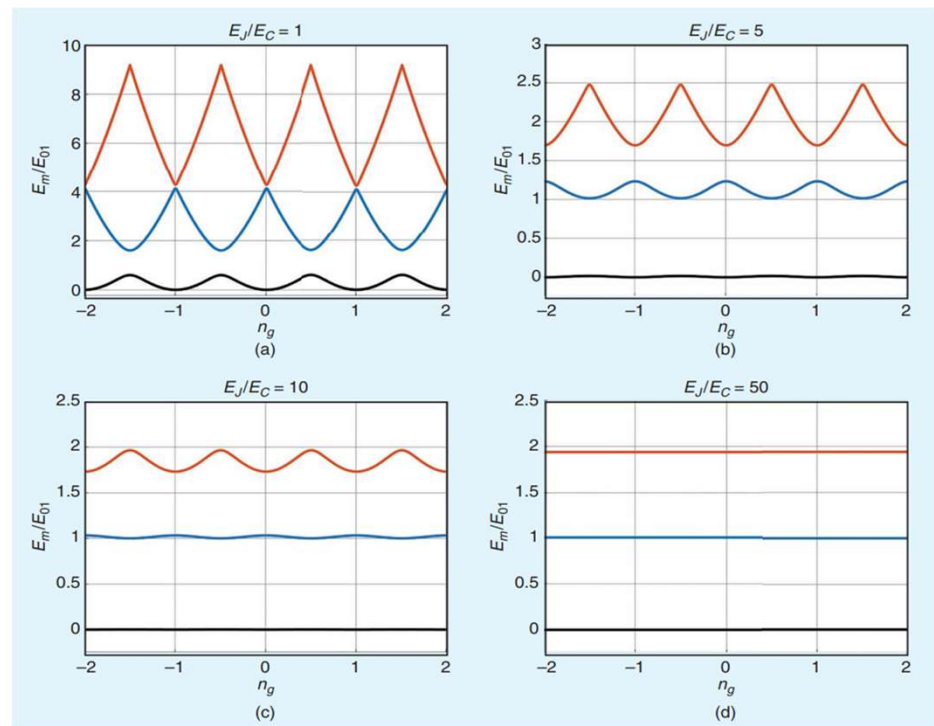 E_J/E_C = 1
10
8
6
4
2
0
E_m/E_01
−2
−1
0
1
2
n_g
(a)
E_J/E_C = 5
3
2.5
2
1.5
1
0.5
0
E_m/E_01
−2
−1
0
1
2
n_g
(b)
E_J/E_C = 10
2.5
2
1.5
1
0.5
0
E_m/E_01
−2
−1
0
1
2
n_g
(c)
E_J/E_C = 50
2.5
2
1.5
1
0.5
0
E_m/E_01
−2
−1
0
1
2
n_g
(d)